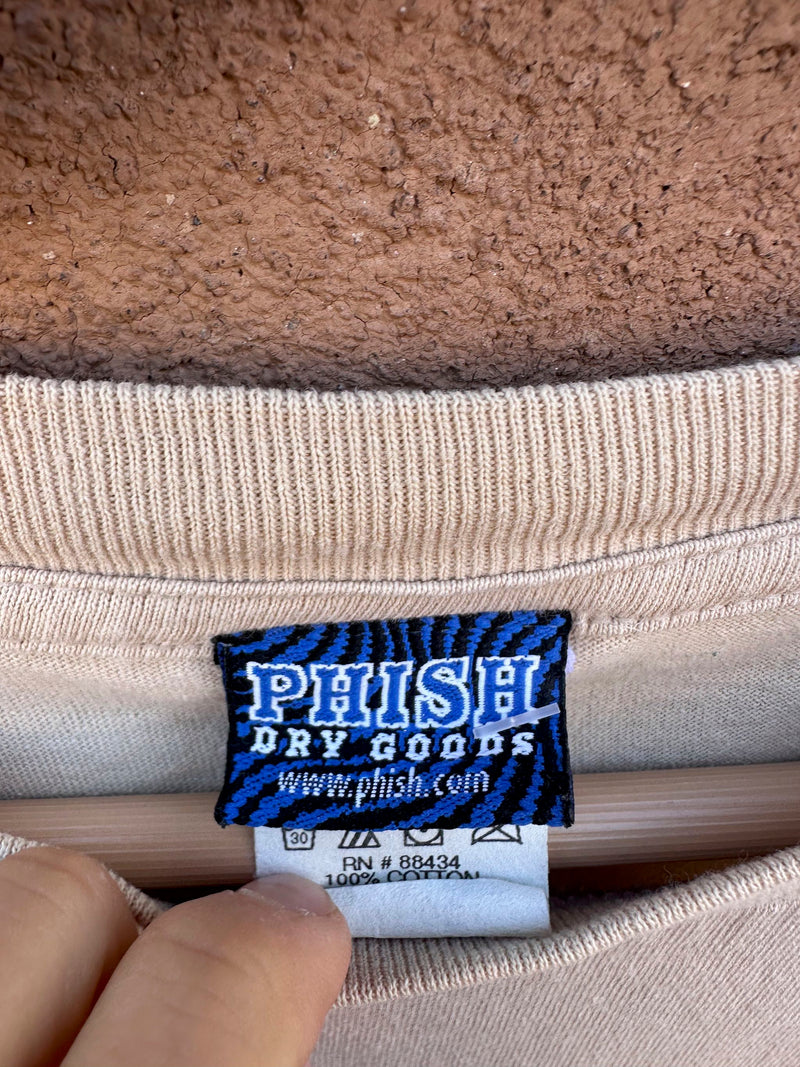 PHISH
DRY GOODS
www.phish.com
30
RN # 88434
100% COTTON